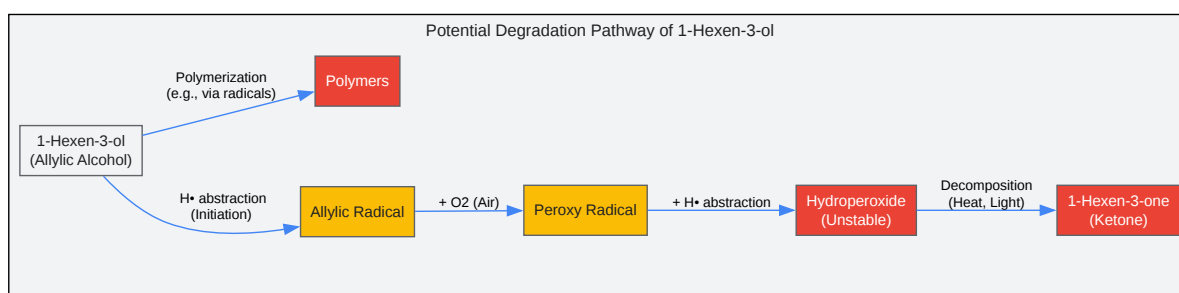 Potential Degradation Pathway of 1-Hexen-3-ol
Polymerization
(e.g., via radicals)
Polymers
1-Hexen-3-ol
(Allylic Alcohol)
H• abstraction
(Initiation)
Allylic Radical
+ O2 (Air)
Peroxy Radical
+ H• abstraction
Hydroperoxide
(Unstable)
Decomposition
(Heat, Light)
1-Hexen-3-one
(Ketone)